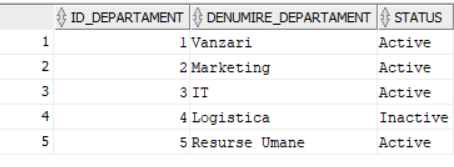 ID_DEPARTAMENT DENUMIRE_DEPARTAMENT STATUS
1 1 Vanzari Active
2 2 Marketing Active
3 3 IT Active
4 4 Logistica Inactive
5 5 Resurse Umane Active